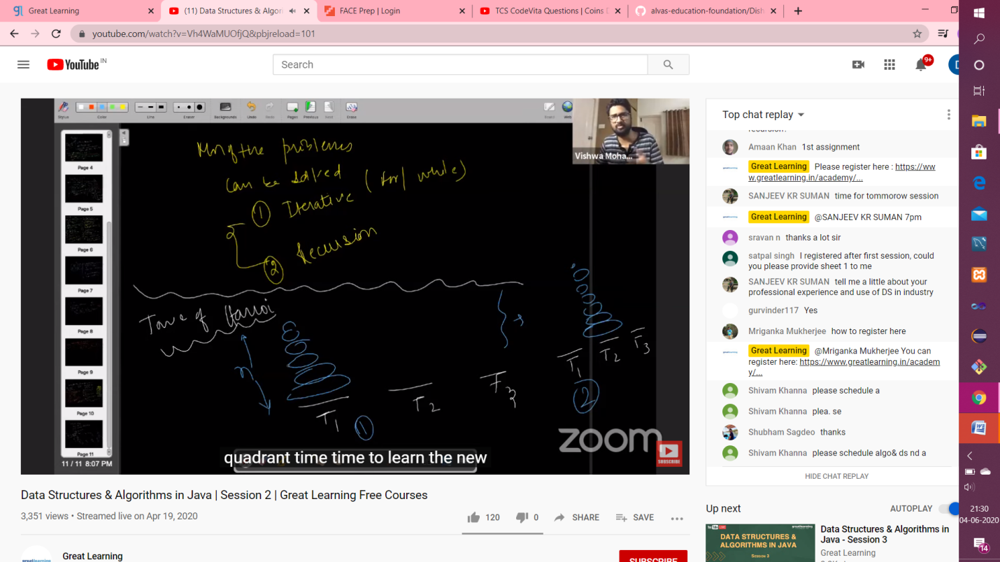 Great Learning
(11) Data Structures & Algori
FACE Prep | Login
TCS CodeVita Questions | Coins D
alvas-education-foundation/Dish
youtube.com/watch?v=Vh4WaMUOfjQ&pbjreload=101
YouTube IN
Search
9+
Stylus
Color
Line
Eraser
Backgrounds
Undo
Redo
Pages
Previous
Next
Erase
Board
Web
Page 4
Page 5
Page 6
Page 7
Page 8
Page 9
Page 10
Page 11
11 / 11 8:07 PM
problems
can be solved ( for/ while)
1 Iterative
2 Recursion
Tower of Hanoi
n
T1 T2 T3
1
T1 T2 T3
2
Vishwa Moha...
zoom
SUBSCRIBE
quadrant time time to learn the new
Top chat replay
recursion?
Amaan Khan 1st assignment
Great Learning Please register here : https://ww
w.greatlearning.in/academy/...
SANJEEV KR SUMAN time for tommorow session
Great Learning @SANJEEV KR SUMAN 7pm
sravan n thanks a lot sir
satpal singh I registered after first session, could
you please provide sheet 1 to me
SANJEEV KR SUMAN tell me a little about your
professional experience and use of DS in industry
gurvinder117 Yes
Mriganka Mukherjee how to register here
Great Learning @Mriganka Mukherjee You can
register here: https://www.greatlearning.in/academ
y/...
Shivam Khanna please schedule a
Shivam Khanna plea. se
Shubham Sagdeo thanks
Shivam Khanna please schedule algo& ds nd a
HIDE CHAT REPLAY
Data Structures & Algorithms in Java | Session 2 | Great Learning Free Courses
3,351 views • Streamed live on Apr 19, 2020
120
0
SHARE
SAVE
Great Learning
SUBSCRIBE
Up next
AUTOPLAY
DATA STRUCTURES &
ALGORITHMS IN JAVA
SESSION 3
Data Structures & Algorithms in
Java - Session 3
Great Learning
21:30
04-06-2020
14